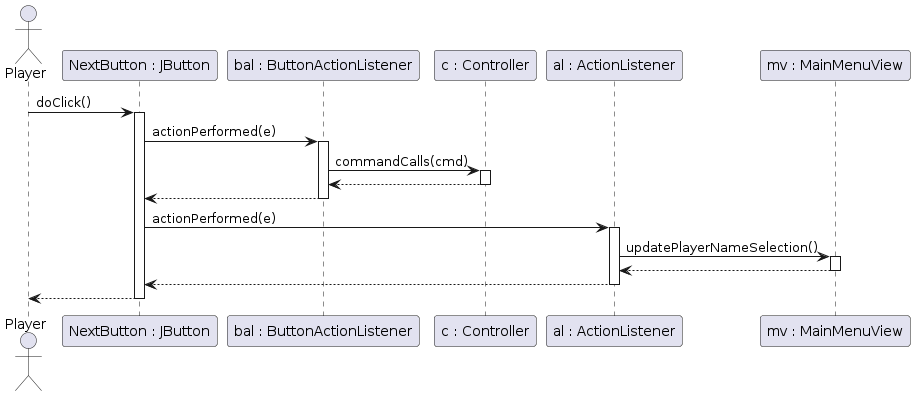 Player
NextButton : JButton
bal : ButtonActionListener
c : Controller
al : ActionListener
mv : MainMenuView
doClick()
actionPerformed(e)
commandCalls(cmd)
actionPerformed(e)
updatePlayerNameSelection()
Player
NextButton : JButton
bal : ButtonActionListener
c : Controller
al : ActionListener
mv : MainMenuView